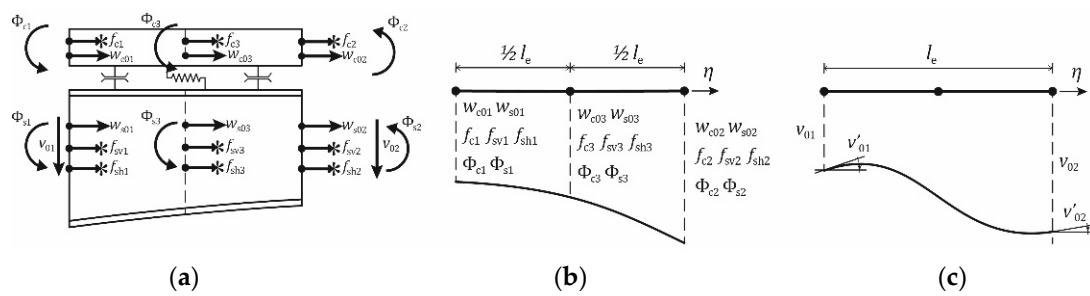 Φc1 Φc3 Φc2
fc1 fc3 fc2
wc01 wc03 wc02
Φs1 Φs3 Φs2
v01 ws01 ws03 ws02 v02
fsv1 fsv3 fsv2
fsh1 fsh3 fsh2
(a)
½ le ½ le
η
wc01 ws01
fc1 fsv1 fsh1
Φc1 Φs1
wc03 ws03
fc3 fsv3 fsh3
Φc3 Φs3
wc02 ws02
fc2 fsv2 fsh2
Φc2 Φs2
(b)
le
η
v01 v′01
v02
v′02
(c)